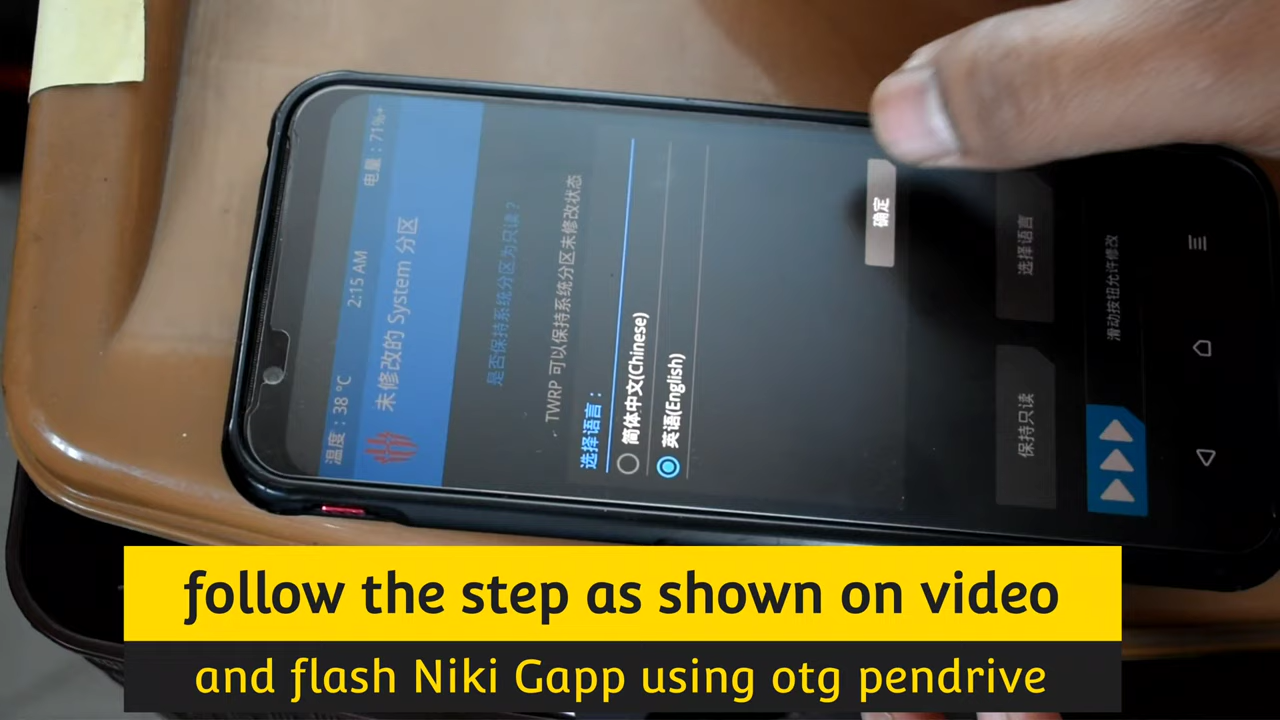 温度：38 °C
2:15 AM
电量：71%+
未修改的 System 分区
是否保持系统分区为只读？
TWRP 可以保持系统分区未修改状态
选择语言：
简体中文(Chinese)
英语(English)
确定
保持只读
选择语言
滑动按钮允许修改
follow the step as shown on video
and flash Niki Gapp using otg pendrive